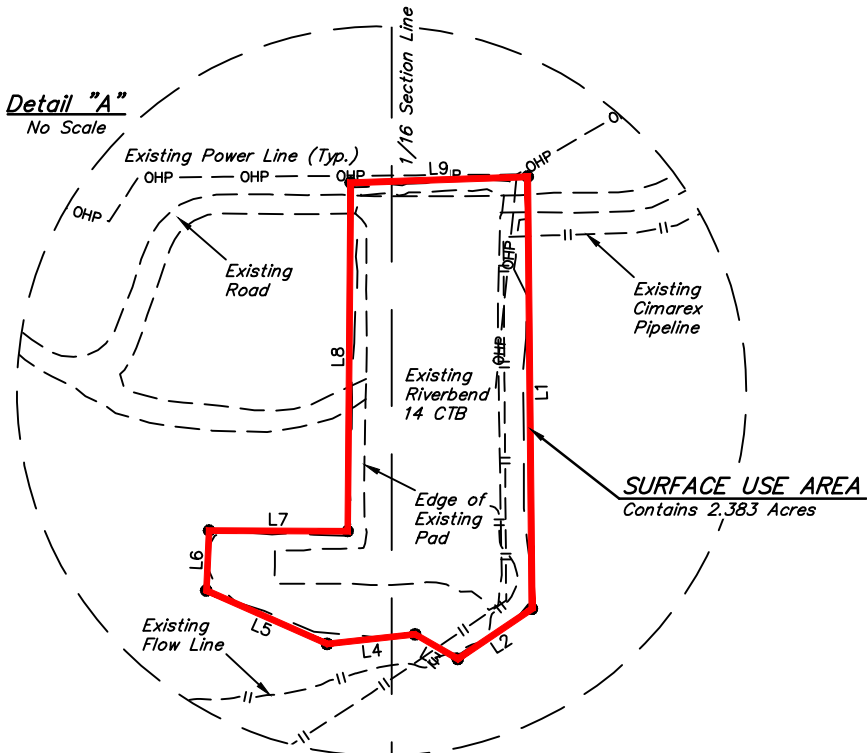 Detail "A"
No Scale
1/16 Section Line
Existing Power Line (Typ.)
OHP
OHP
OHP
OHP
OHP
L9
OHP
Existing
Road
OHP
Existing
Cimarex
Pipeline
L8
OHP
Existing
Riverbend
14 CTB
L1
SURFACE USE AREA
Contains 2.383 Acres
Edge of
Existing
Pad
L7
L6
L5
L4
L3
L2
Existing
Flow Line